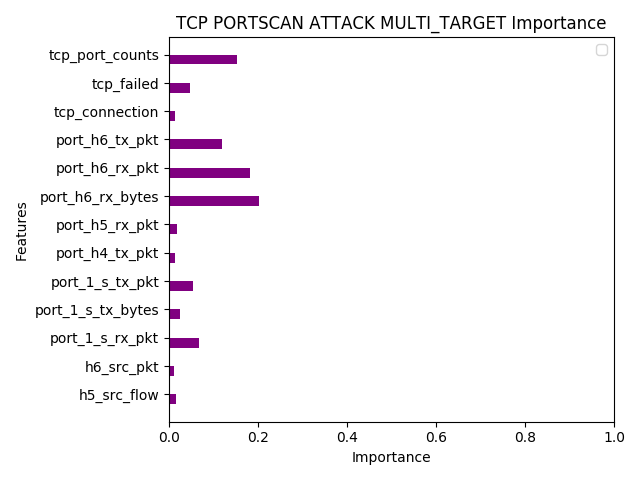 TCP PORTSCAN ATTACK MULTI_TARGET Importance
tcp_port_counts
tcp_failed
tcp_connection
port_h6_tx_pkt
port_h6_rx_pkt
port_h6_rx_bytes
port_h5_rx_pkt
port_h4_tx_pkt
port_1_s_tx_pkt
port_1_s_tx_bytes
port_1_s_rx_pkt
h6_src_pkt
h5_src_flow
Features
0.0 0.2 0.4 0.6 0.8 1.0
Importance